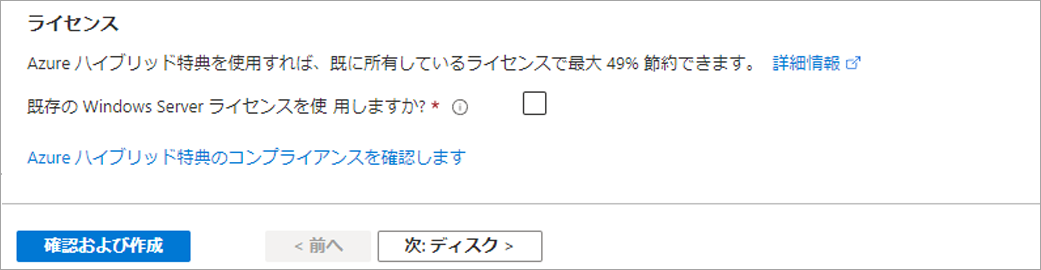 ライセンス
Azure ハイブリッド特典を使用すれば、既に所有しているライセンスで最大 49% 節約できます。 詳細情報
既存の Windows Server ライセンスを使 用しますか? *
Azure ハイブリッド特典のコンプライアンスを確認します
確認および作成 < 前へ 次: ディスク >